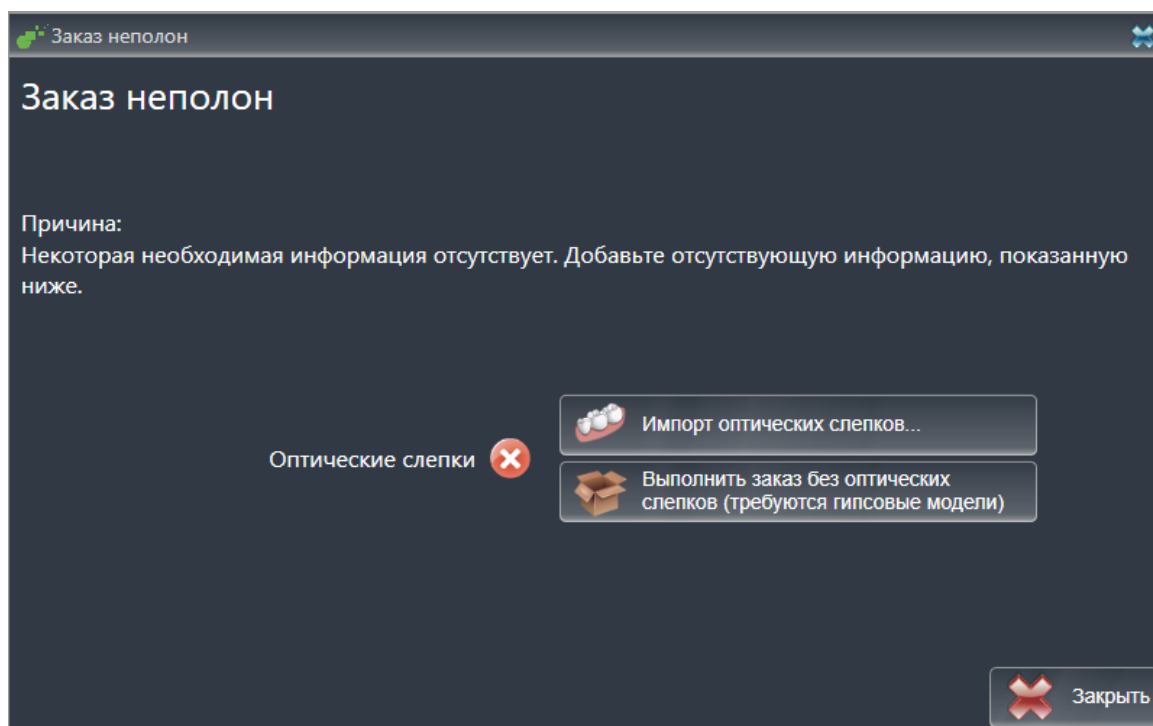 Заказ неполон
Заказ неполон
Причина:
Некоторая необходимая информация отсутствует. Добавьте отсутствующую информацию, показанную
ниже.
Оптические слепки
Импорт оптических слепков...
Выполнить заказ без оптических
слепков (требуются гипсовые модели)
Закрыть